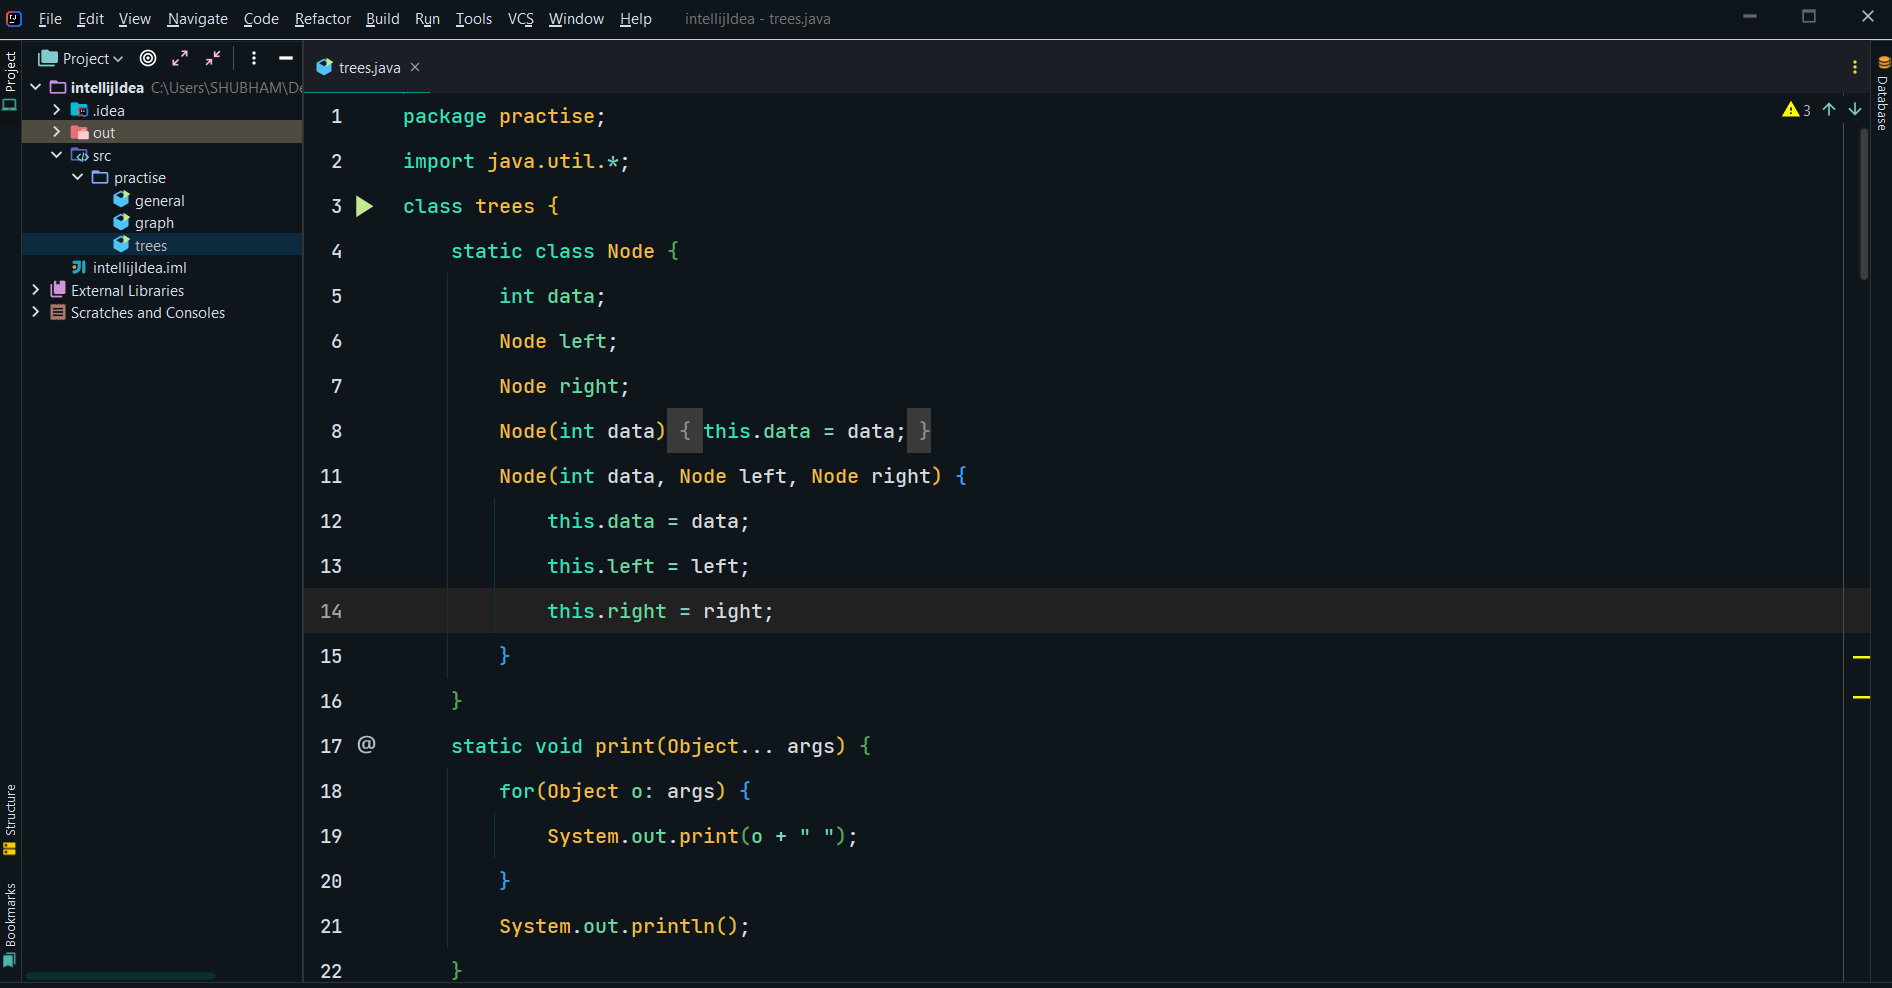 File Edit View Navigate Code Refactor Build Run Tools VCS Window Help intellijIdea - trees.java
Project
Project
trees.java
intellijIdea C:\Users\SHUBHAM\De
.idea
out
src
practise
general
graph
trees
intellijIdea.iml
External Libraries
Scratches and Consoles
Structure
Bookmarks
1 package practise;
2 import java.util.*;
3 class trees {
4 static class Node {
5 int data;
6 Node left;
7 Node right;
8 Node(int data) { this.data = data; }
11 Node(int data, Node left, Node right) {
12 this.data = data;
13 this.left = left;
14 this.right = right;
15 }
16 }
17 @ static void print(Object... args) {
18 for(Object o: args) {
19 System.out.print(o + " ");
20 }
21 System.out.println();
22 }
3
Database